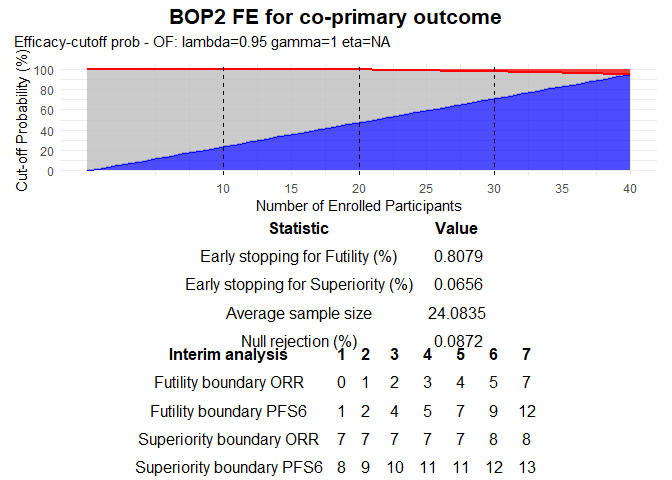 BOP2 FE for co-primary outcome
Efficacy-cutoff prob - OF: lambda=0.95 gamma=1 eta=NA
Cut-off Probability (%)
100
80
60
40
20
0
10 15 20 25 30 35 40
Number of Enrolled Participants
Statistic Value
Early stopping for Futility (%) 0.8079
Early stopping for Superiority (%) 0.0656
Average sample size 24.0835
Null rejection (%) 0.0872
Interim analysis 1 2 3 4 5 6 7
Futility boundary ORR 0 1 2 3 4 5 7
Futility boundary PFS6 1 2 4 5 7 9 12
Superiority boundary ORR 7 7 7 7 7 8 8
Superiority boundary PFS6 8 9 10 11 11 12 13